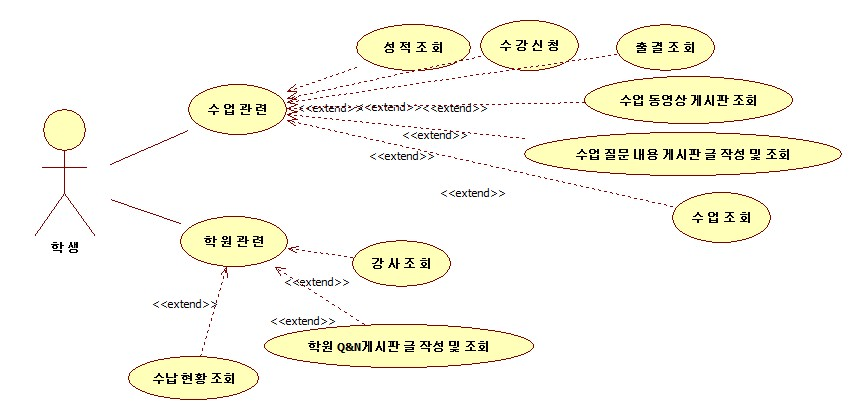 성적조회
수강신청
출결조회
수업관련
<<extend>>
<<extend>>
<<extend>>
수업 동영상 게시판 조회
<<extend>>
<<extend>>
수업 질문 내용 게시판 글 작성 및 조회
<<extend>>
수업조회
학생
학원관련
강사조회
<<extend>>
<<extend>>
<<extend>>
학원 Q&N게시판 글 작성 및 조회
수납현황 조회